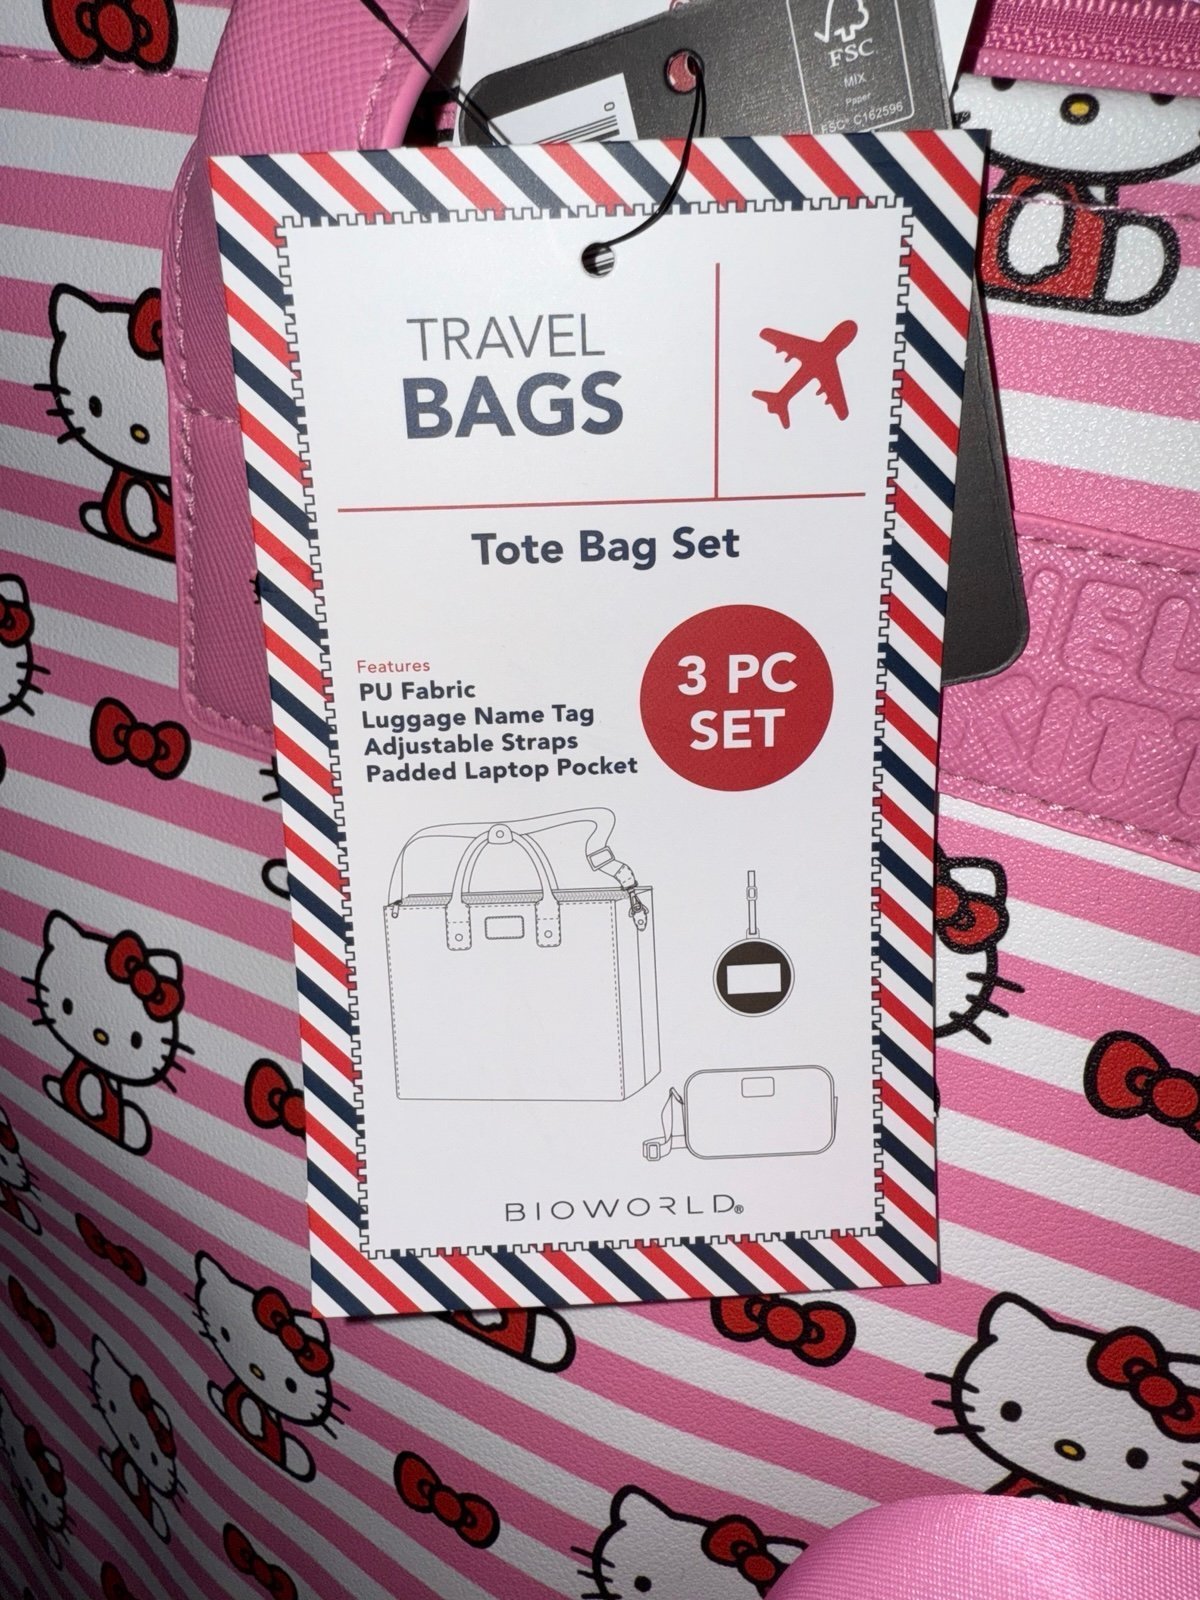 FSC
MIX
Paper
FSC® C162596
TRAVEL
BAGS
Tote Bag Set
Features
PU Fabric
Luggage Name Tag
Adjustable Straps
Padded Laptop Pocket
3 PC
SET
BIOWORLD®